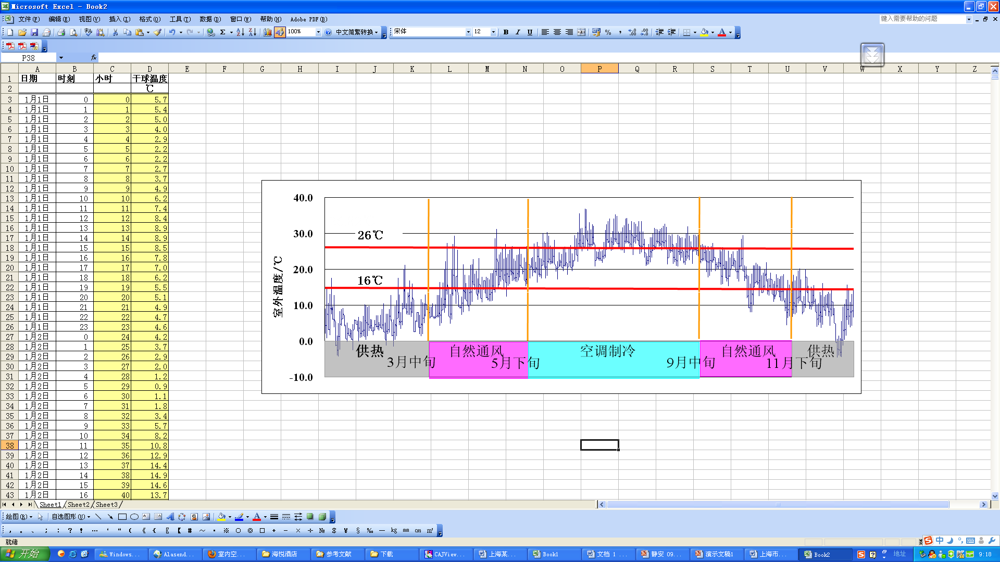 Microsoft Excel - Book2
文件(F) 编辑(E) 视图(V) 插入(I) 格式(O) 工具(T) 数据(D) 窗口(W) 帮助(H) Adobe PDF(B) 键入需要帮助的问题
Σ 100% 中文简繁转换 宋体 12 B I U % ,
P38 fx
A B C D E F G H I J K L M N O P Q R S T U V W X Y Z
1 日期 时刻 小时 干球温度
2 ℃
3 1月1日 0 0 5.7
4 1月1日 1 1 5.4
5 1月1日 2 2 5.0
6 1月1日 3 3 4.0
7 1月1日 4 4 2.9
8 1月1日 5 5 2.2
9 1月1日 6 6 2.2
10 1月1日 7 7 2.7
11 1月1日 8 8 3.7
12 1月1日 9 9 4.9
13 1月1日 10 10 6.2
14 1月1日 11 11 7.4
15 1月1日 12 12 8.4
16 1月1日 13 13 8.9
17 1月1日 14 14 8.9
18 1月1日 15 15 8.5
19 1月1日 16 16 7.8
20 1月1日 17 17 7.0
21 1月1日 18 18 6.2
22 1月1日 19 19 5.5
23 1月1日 20 20 5.1
24 1月1日 21 21 4.9
25 1月1日 22 22 4.7
26 1月1日 23 23 4.6
27 1月2日 0 24 4.2
28 1月2日 1 25 3.7
29 1月2日 2 26 2.9
30 1月2日 3 27 2.0
31 1月2日 4 28 1.2
32 1月2日 5 29 0.9
33 1月2日 6 30 1.1
34 1月2日 7 31 1.8
35 1月2日 8 32 3.4
36 1月2日 9 33 5.7
37 1月2日 10 34 8.2
38 1月2日 11 35 10.8
39 1月2日 12 36 12.9
40 1月2日 13 37 14.4
41 1月2日 14 38 14.9
42 1月2日 15 39 14.6
43 1月2日 16 40 13.7
室外温度/℃
40.0
30.0
20.0
10.0
0.0
-10.0
26℃
16℃
供热 自然通风 空调制冷 自然通风 供热
3月中旬 5月下旬 9月中旬 11月下旬
Sheet1 Sheet2 Sheet3
绘图(R) 自选图形(U)
， 。 、 ； ： ？ ！ … ‘ “ （ 《 { 〖 【 # ～ · ※ ○ ◎ □ + － × ÷ № $ ¥ § ‰ — kg mm cm m²
就绪
中
开始 Windows... Alasend... 室内空... 海悦酒店 参考文献 下载 CAJView... 上海某... Book1 文档 1 ... 静安 09... 演示文稿1 上海市... Book2 地址 9:18